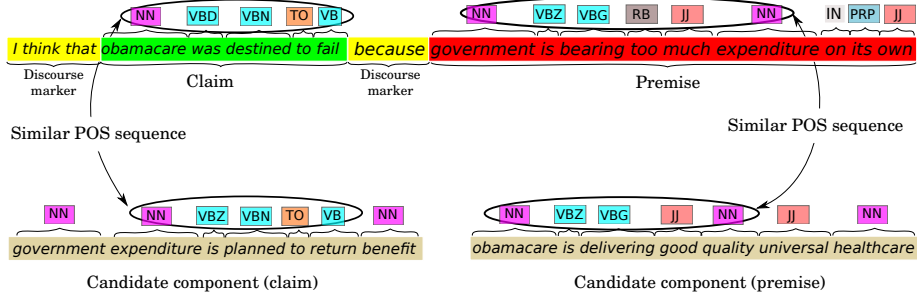 NN VBD VBN TO VB NN VBZ VBG RB JJ NN IN PRP JJ
I think that obamacare was destined to fail because government is bearing too much expenditure on its own
Discourse marker Claim Discourse marker Premise
Similar POS sequence Similar POS sequence
NN NN VBZ VBN TO VB NN NN VBZ VBG JJ NN JJ NN
government expenditure is planned to return benefit obamacare is delivering good quality universal healthcare
Candidate component (claim) Candidate component (premise)